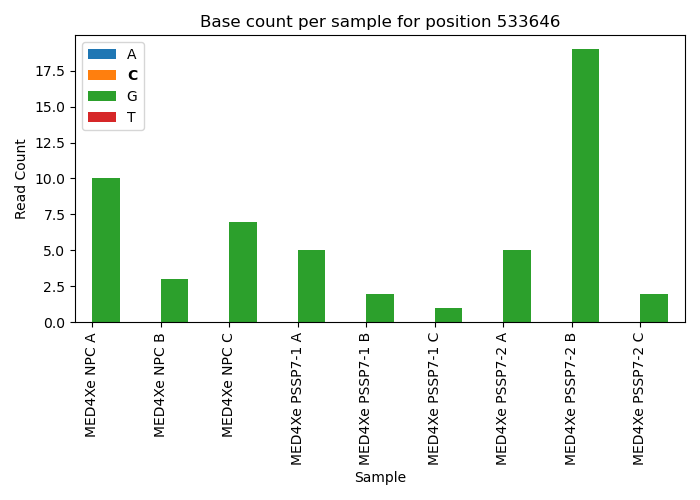 Base count per sample for position 533646
A
C
G
T
Read Count
17.5
15.0
12.5
10.0
7.5
5.0
2.5
0.0
MED4Xe NPC A
MED4Xe NPC B
MED4Xe NPC C
MED4Xe PSSP7-1 A
MED4Xe PSSP7-1 B
MED4Xe PSSP7-1 C
MED4Xe PSSP7-2 A
MED4Xe PSSP7-2 B
MED4Xe PSSP7-2 C
Sample